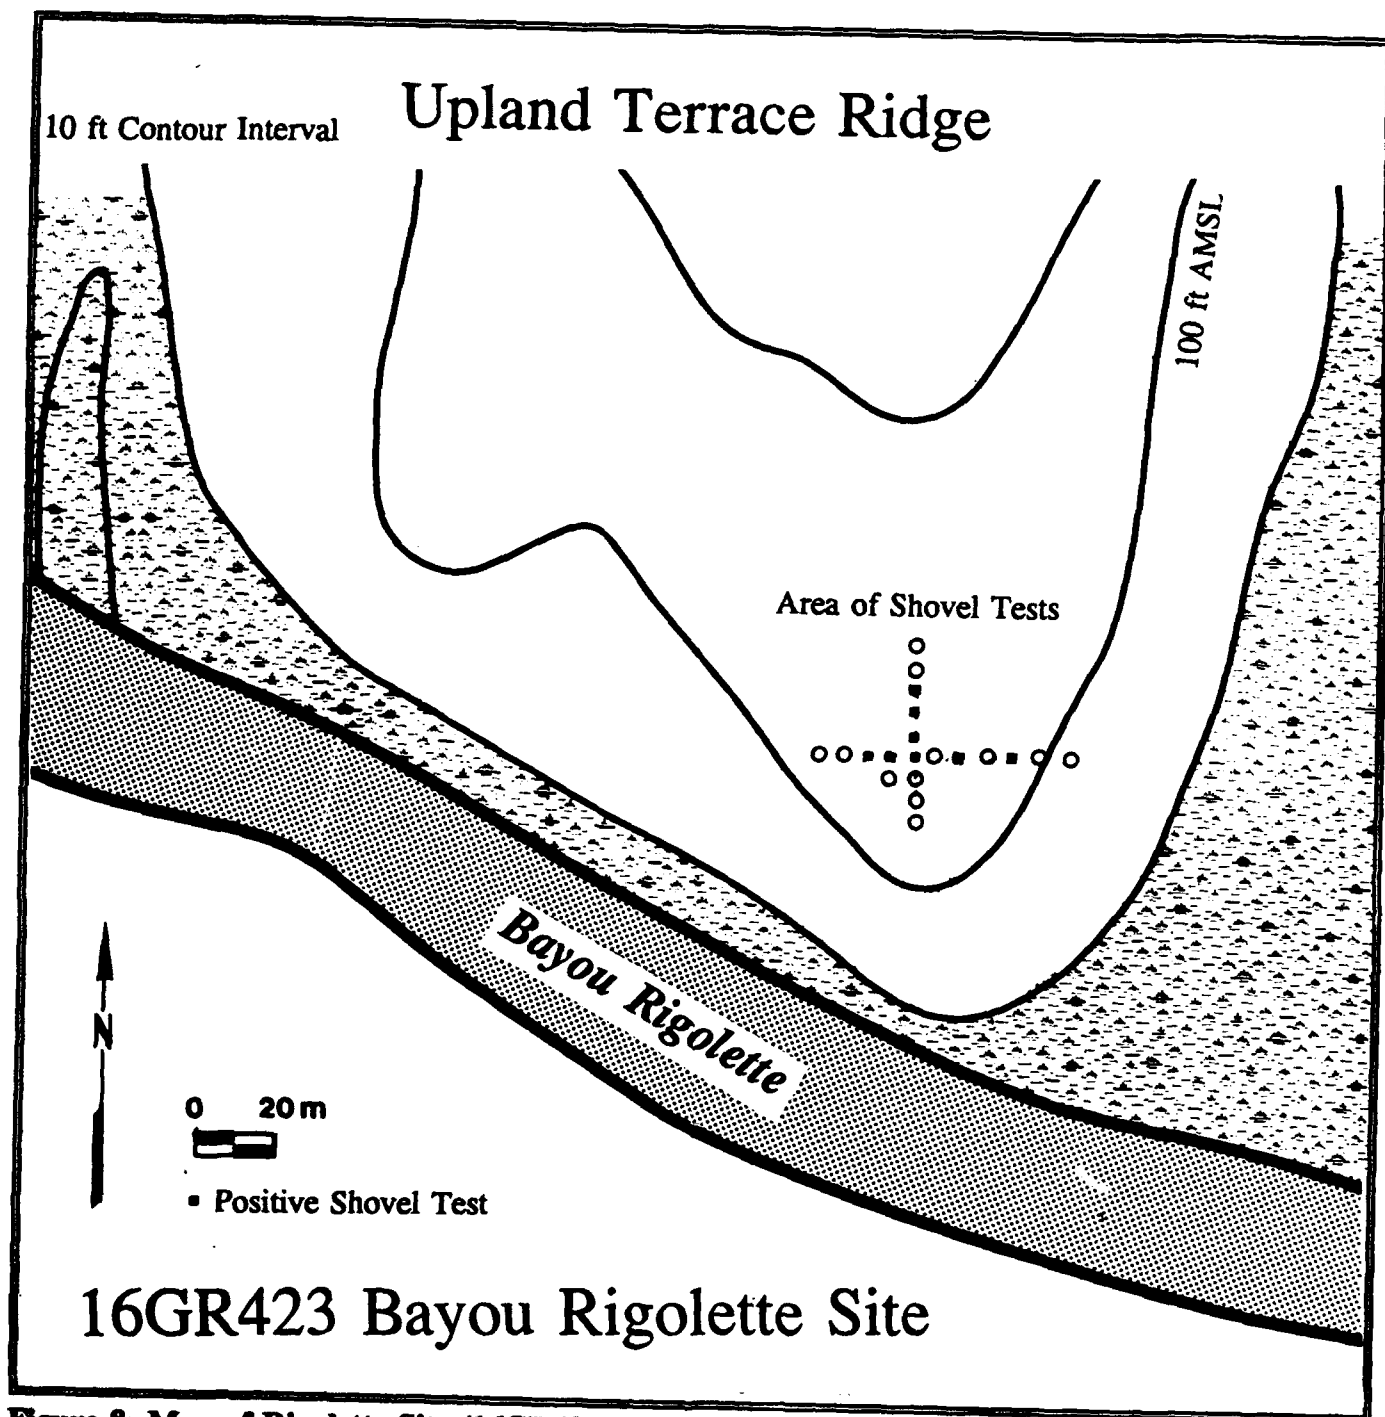 Upland Terrace Ridge
10 ft Contour Interval
100 ft AMSL
Area of Shovel Tests
Bayou Rigolette
N
0 20 m
▪ Positive Shovel Test
16GR423 Bayou Rigolette Site